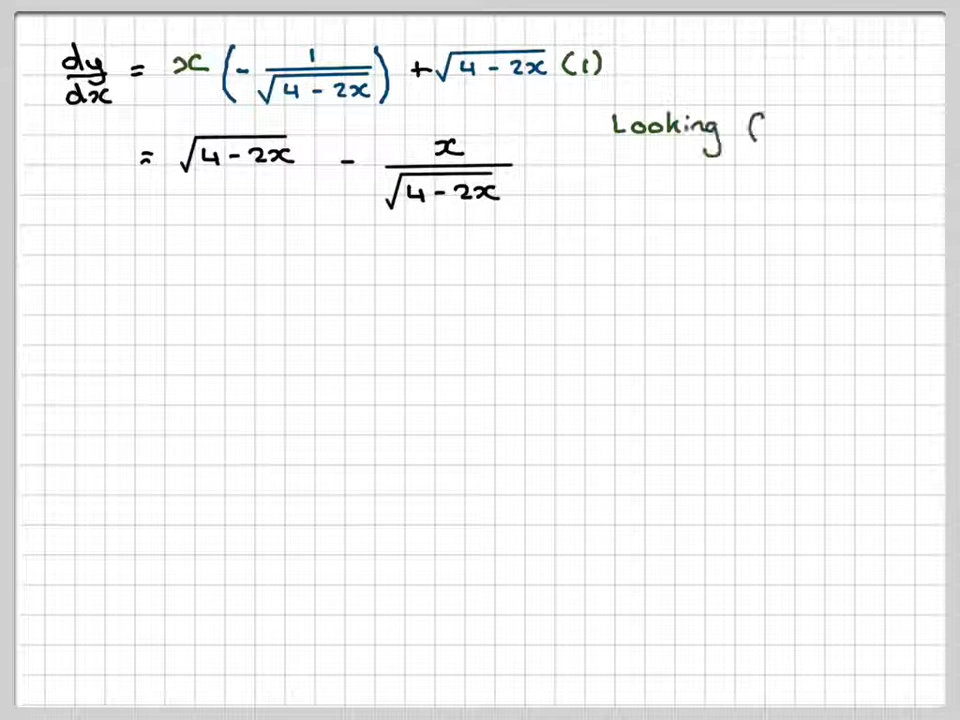 dy/dx = x (- 1/√(4 - 2x)) + √(4 - 2x) (1)
Looking
= √(4 - 2x) - x/√(4 - 2x)